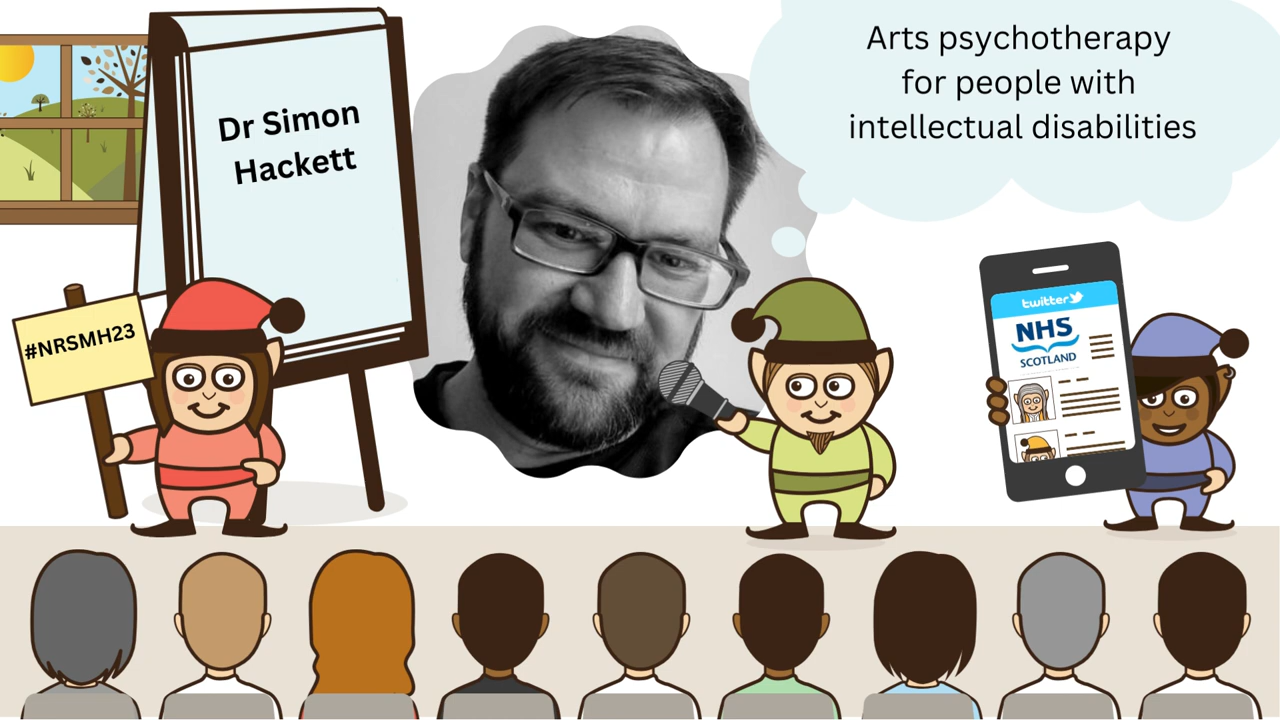 Dr Simon
Hackett
Arts psychotherapy
for people with
intellectual disabilities
#NRSMH23
twitter
NHS
SCOTLAND